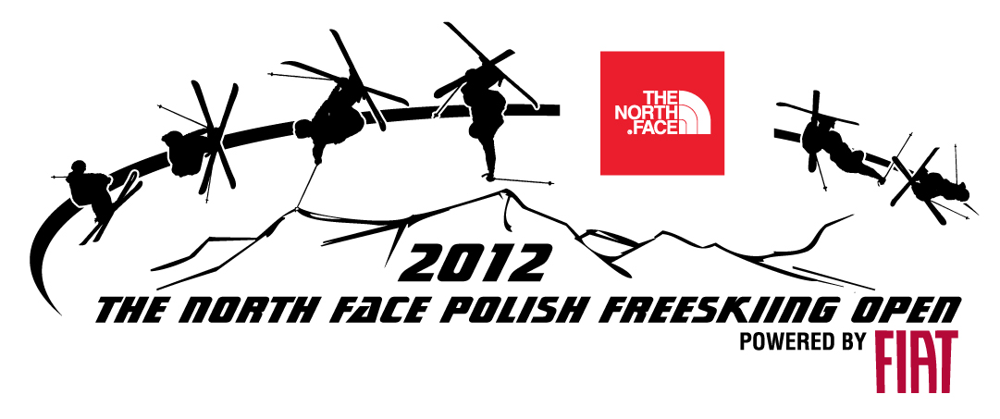 THE
NORTH
.FACE
2012
THE NORTH FACE POLISH FREESKIING OPEN
POWERED BY FIAT